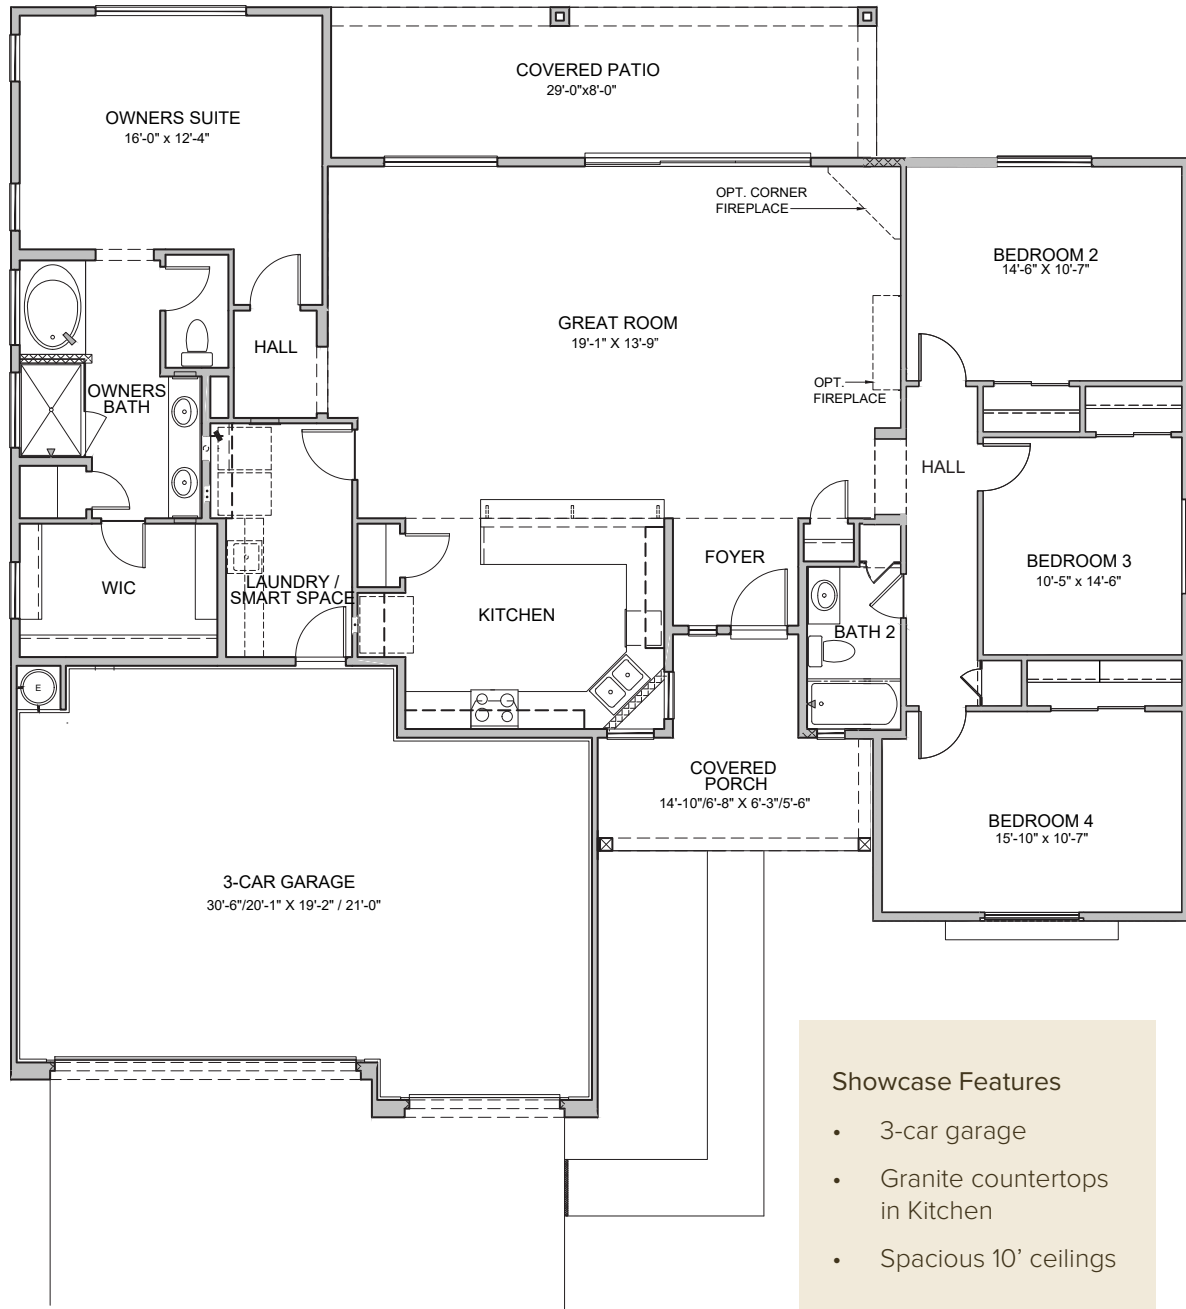 COVERED PATIO
29'-0"x8'-0"
OWNERS SUITE
16'-0" x 12'-4"
OPT. CORNER
FIREPLACE
BEDROOM 2
14'-6" X 10'-7"
GREAT ROOM
19'-1" X 13'-9"
HALL
OPT.
FIREPLACE
OWNERS
BATH
HALL
FOYER
BEDROOM 3
10'-5" x 14'-6"
WIC
LAUNDRY /
SMART SPACE
KITCHEN
BATH 2
E
COVERED
PORCH
14'-10"/6'-8" X 6'-3"/5'-6"
BEDROOM 4
15'-10" x 10'-7"
3-CAR GARAGE
30'-6"/20'-1" X 19'-2" / 21'-0"
Showcase Features
• 3-car garage
• Granite countertops
in Kitchen
• Spacious 10’ ceilings